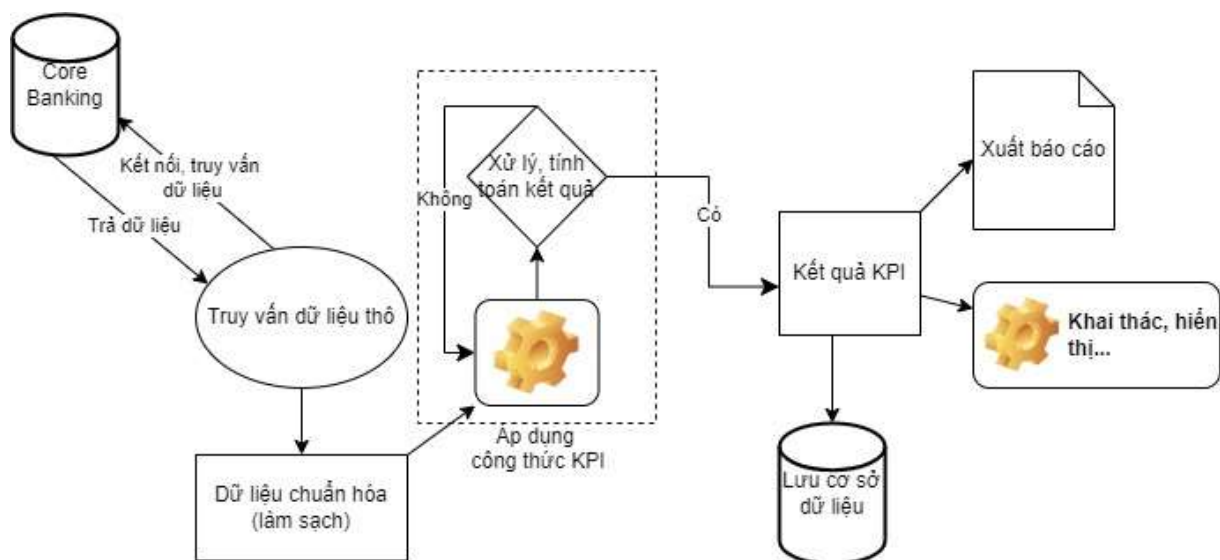 Core
Banking
Kết nối, truy vấn
dữ liệu
Trả dữ liệu
Truy vấn dữ liệu thô
Dữ liệu chuẩn hóa
(làm sạch)
Không
Xử lý, tính
toán kết quả
Áp dụng
công thức KPI
Có
Kết quả KPI
Xuất báo cáo
Khai thác, hiển
thị...
Lưu cơ sở
dữ liệu